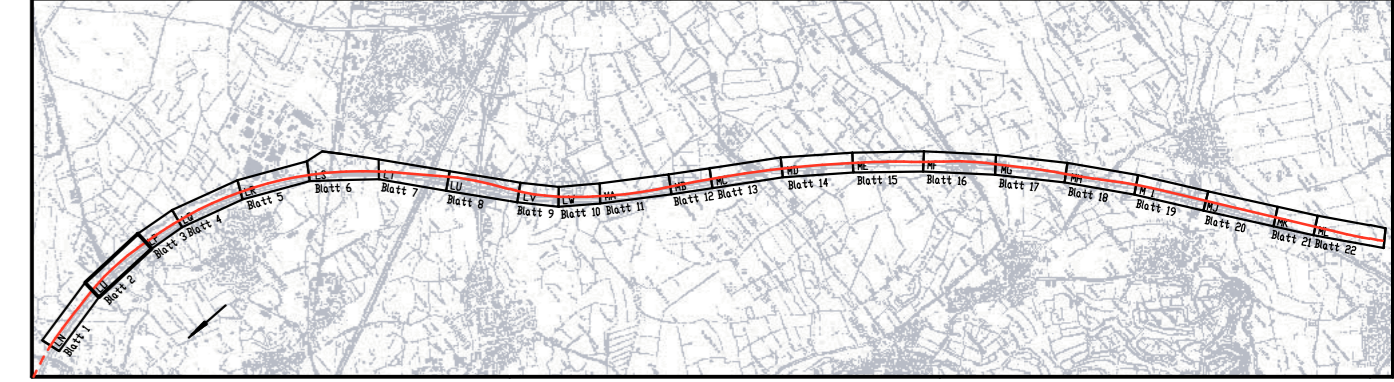 LN
Blatt 1
LU
Blatt 2
LP
Blatt 3
LQ
Blatt 4
LR
Blatt 5
LS
Blatt 6
LT
Blatt 7
LU
Blatt 8
LV
Blatt 9
LW
Blatt 10
MA
Blatt 11
MB
Blatt 12
MC
Blatt 13
MD
Blatt 14
ME
Blatt 15
MF
Blatt 16
MG
Blatt 17
MH
Blatt 18
Blatt 19
MJ
Blatt 20
MK
Blatt 21
ML
Blatt 22